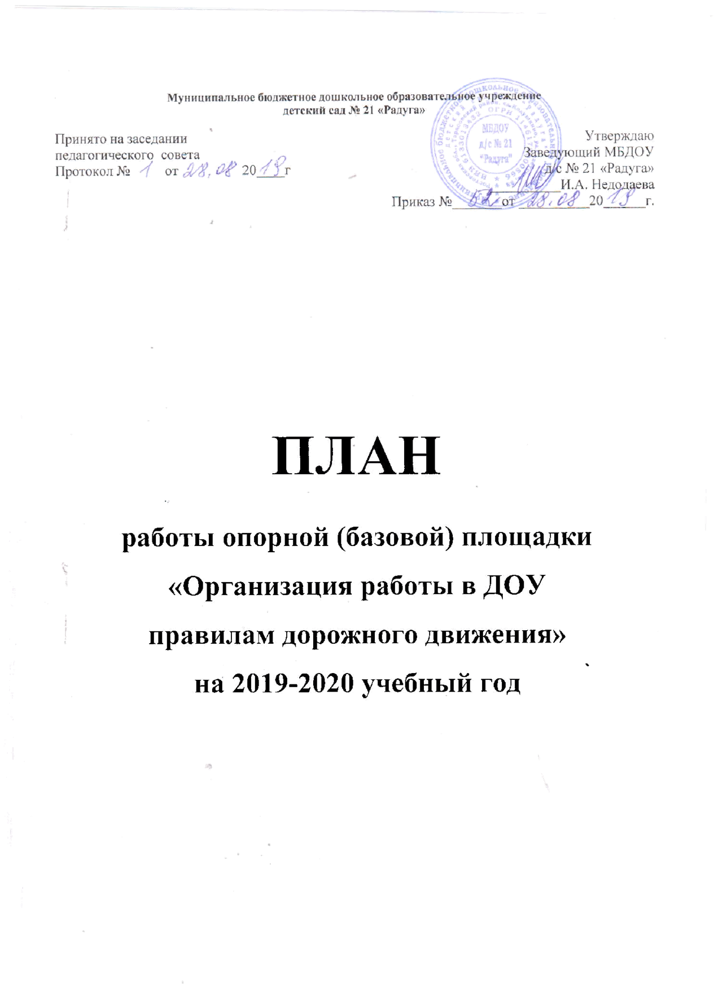 Муниципальное бюджетное дошкольное образовательное учреждение
детский сад № 21 «Радуга»
Принято на заседании
педагогического совета
Протокол № 1 от 28.08 2019г
Утверждаю
Заведующий МБДОУ
д/с № 21 «Радуга»
И.А. Недодаева
Приказ № 52 от 28.08 2019 г.
МБДОУ
д/с № 21
"Радуга"
ПЛАН
работы опорной (базовой) площадки
«Организация работы в ДОУ
правилам дорожного движения»
на 2019-2020 учебный год